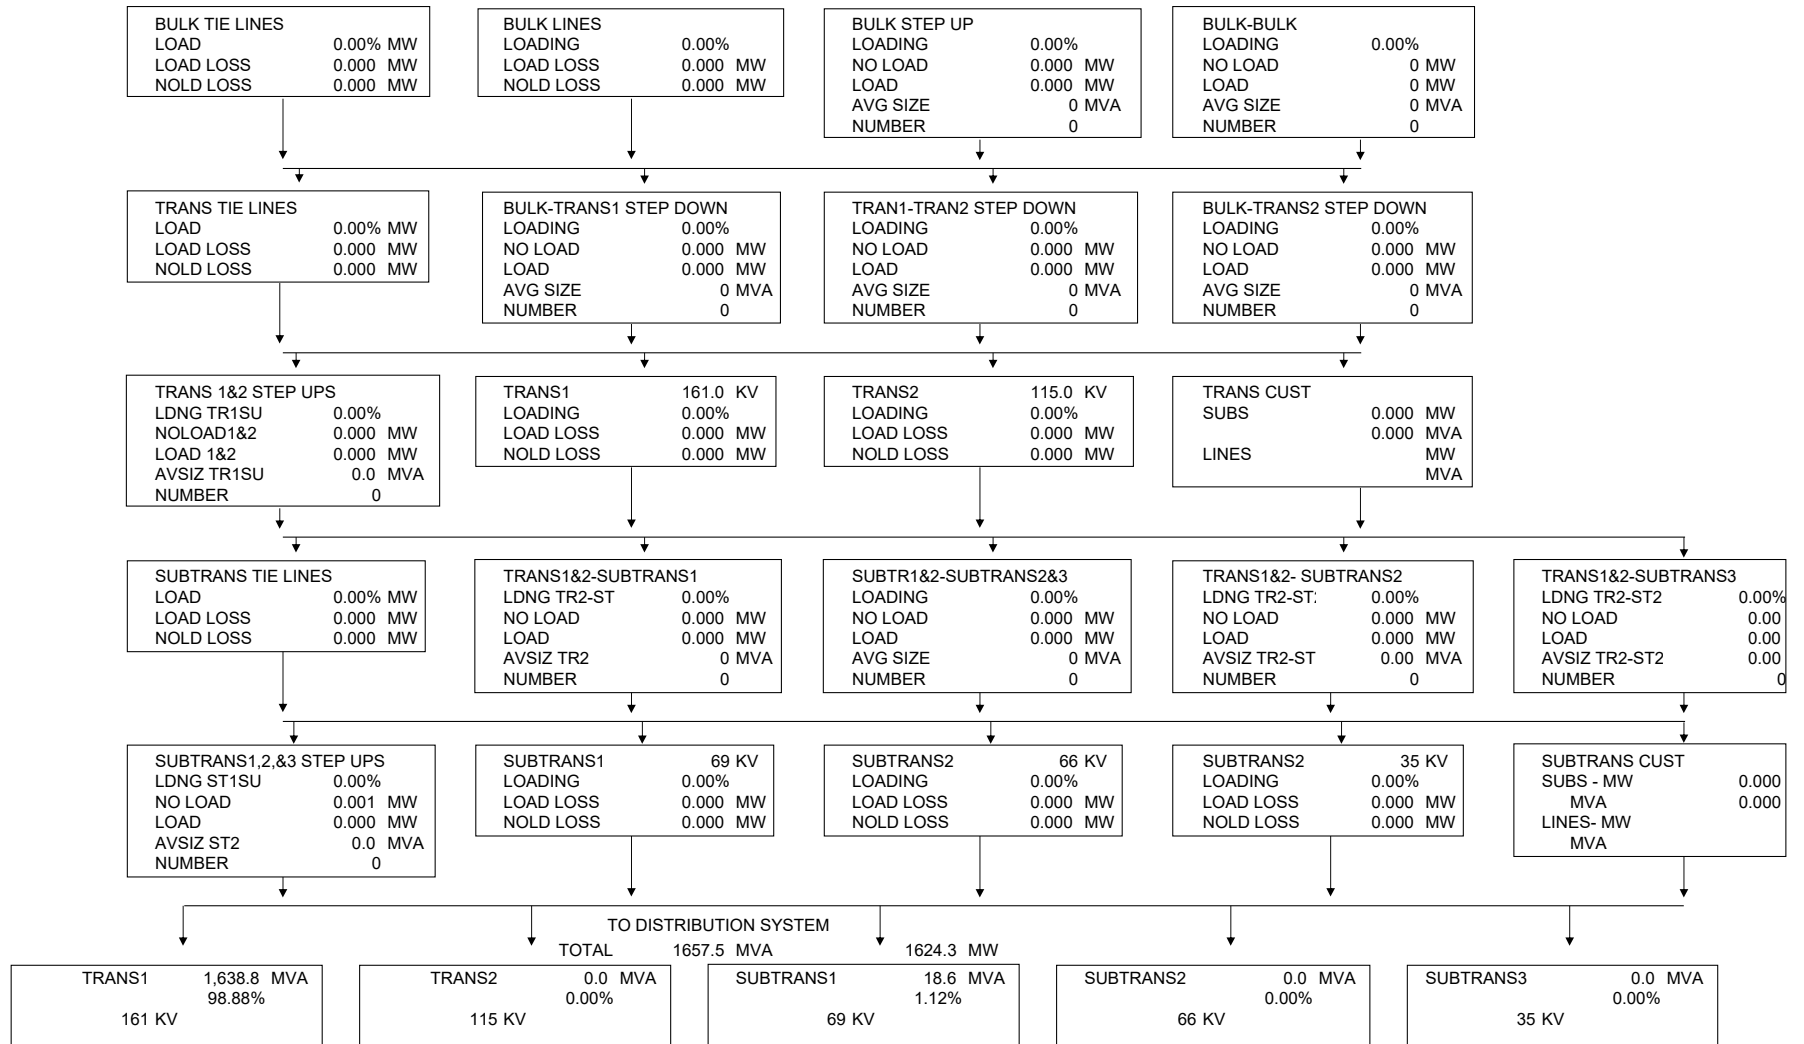 BULK TIE LINES
LOAD 0.00% MW
LOAD LOSS 0.000 MW
NOLD LOSS 0.000 MW
BULK LINES
LOADING 0.00%
LOAD LOSS 0.000 MW
NOLD LOSS 0.000 MW
BULK STEP UP
LOADING 0.00%
NO LOAD 0.000 MW
LOAD 0.000 MW
AVG SIZE 0 MVA
NUMBER 0
BULK-BULK
LOADING 0.00%
NO LOAD 0 MW
LOAD 0 MW
AVG SIZE 0 MVA
NUMBER 0
TRANS TIE LINES
LOAD 0.00% MW
LOAD LOSS 0.000 MW
NOLD LOSS 0.000 MW
BULK-TRANS1 STEP DOWN
LOADING 0.00%
NO LOAD 0.000 MW
LOAD 0.000 MW
AVG SIZE 0 MVA
NUMBER 0
TRAN1-TRAN2 STEP DOWN
LOADING 0.00%
NO LOAD 0.000 MW
LOAD 0.000 MW
AVG SIZE 0 MVA
NUMBER 0
BULK-TRANS2 STEP DOWN
LOADING 0.00%
NO LOAD 0.000 MW
LOAD 0.000 MW
AVG SIZE 0 MVA
NUMBER 0
TRANS 1&2 STEP UPS
LDNG TR1SU 0.00%
NOLOAD1&2 0.000 MW
LOAD 1&2 0.000 MW
AVSIZ TR1SU 0.0 MVA
NUMBER 0
TRANS1 161.0 KV
LOADING 0.00%
LOAD LOSS 0.000 MW
NOLD LOSS 0.000 MW
TRANS2 115.0 KV
LOADING 0.00%
LOAD LOSS 0.000 MW
NOLD LOSS 0.000 MW
TRANS CUST
SUBS 0.000 MW
0.000 MVA
LINES MW
MVA
SUBTRANS TIE LINES
LOAD 0.00% MW
LOAD LOSS 0.000 MW
NOLD LOSS 0.000 MW
TRANS1&2-SUBTRANS1
LDNG TR2-ST 0.00%
NO LOAD 0.000 MW
LOAD 0.000 MW
AVSIZ TR2 0 MVA
NUMBER 0
SUBTR1&2-SUBTRANS2&3
LOADING 0.00%
NO LOAD 0.000 MW
LOAD 0.000 MW
AVG SIZE 0 MVA
NUMBER 0
TRANS1&2- SUBTRANS2
LDNG TR2-ST 0.00%
NO LOAD 0.000 MW
LOAD 0.000 MW
AVSIZ TR2-ST 0.00 MVA
NUMBER 0
TRANS1&2-SUBTRANS3
LDNG TR2-ST2 0.00%
NO LOAD 0.00
LOAD 0.00
AVSIZ TR2-ST2 0.00
NUMBER 0
SUBTRANS1,2,&3 STEP UPS
LDNG ST1SU 0.00%
NO LOAD 0.001 MW
LOAD 0.000 MW
AVSIZ ST2 0.0 MVA
NUMBER 0
SUBTRANS1 69 KV
LOADING 0.00%
LOAD LOSS 0.000 MW
NOLD LOSS 0.000 MW
SUBTRANS2 66 KV
LOADING 0.00%
LOAD LOSS 0.000 MW
NOLD LOSS 0.000 MW
SUBTRANS2 35 KV
LOADING 0.00%
LOAD LOSS 0.000 MW
NOLD LOSS 0.000 MW
SUBTRANS CUST
SUBS - MW 0.000
MVA 0.000
LINES- MW
MVA
TO DISTRIBUTION SYSTEM
TOTAL 1657.5 MVA 1624.3 MW
TRANS1 1,638.8 MVA
98.88%
161 KV
TRANS2 0.0 MVA
0.00%
115 KV
SUBTRANS1 18.6 MVA
1.12%
69 KV
SUBTRANS2 0.0 MVA
0.00%
66 KV
SUBTRANS3 0.0 MVA
0.00%
35 KV